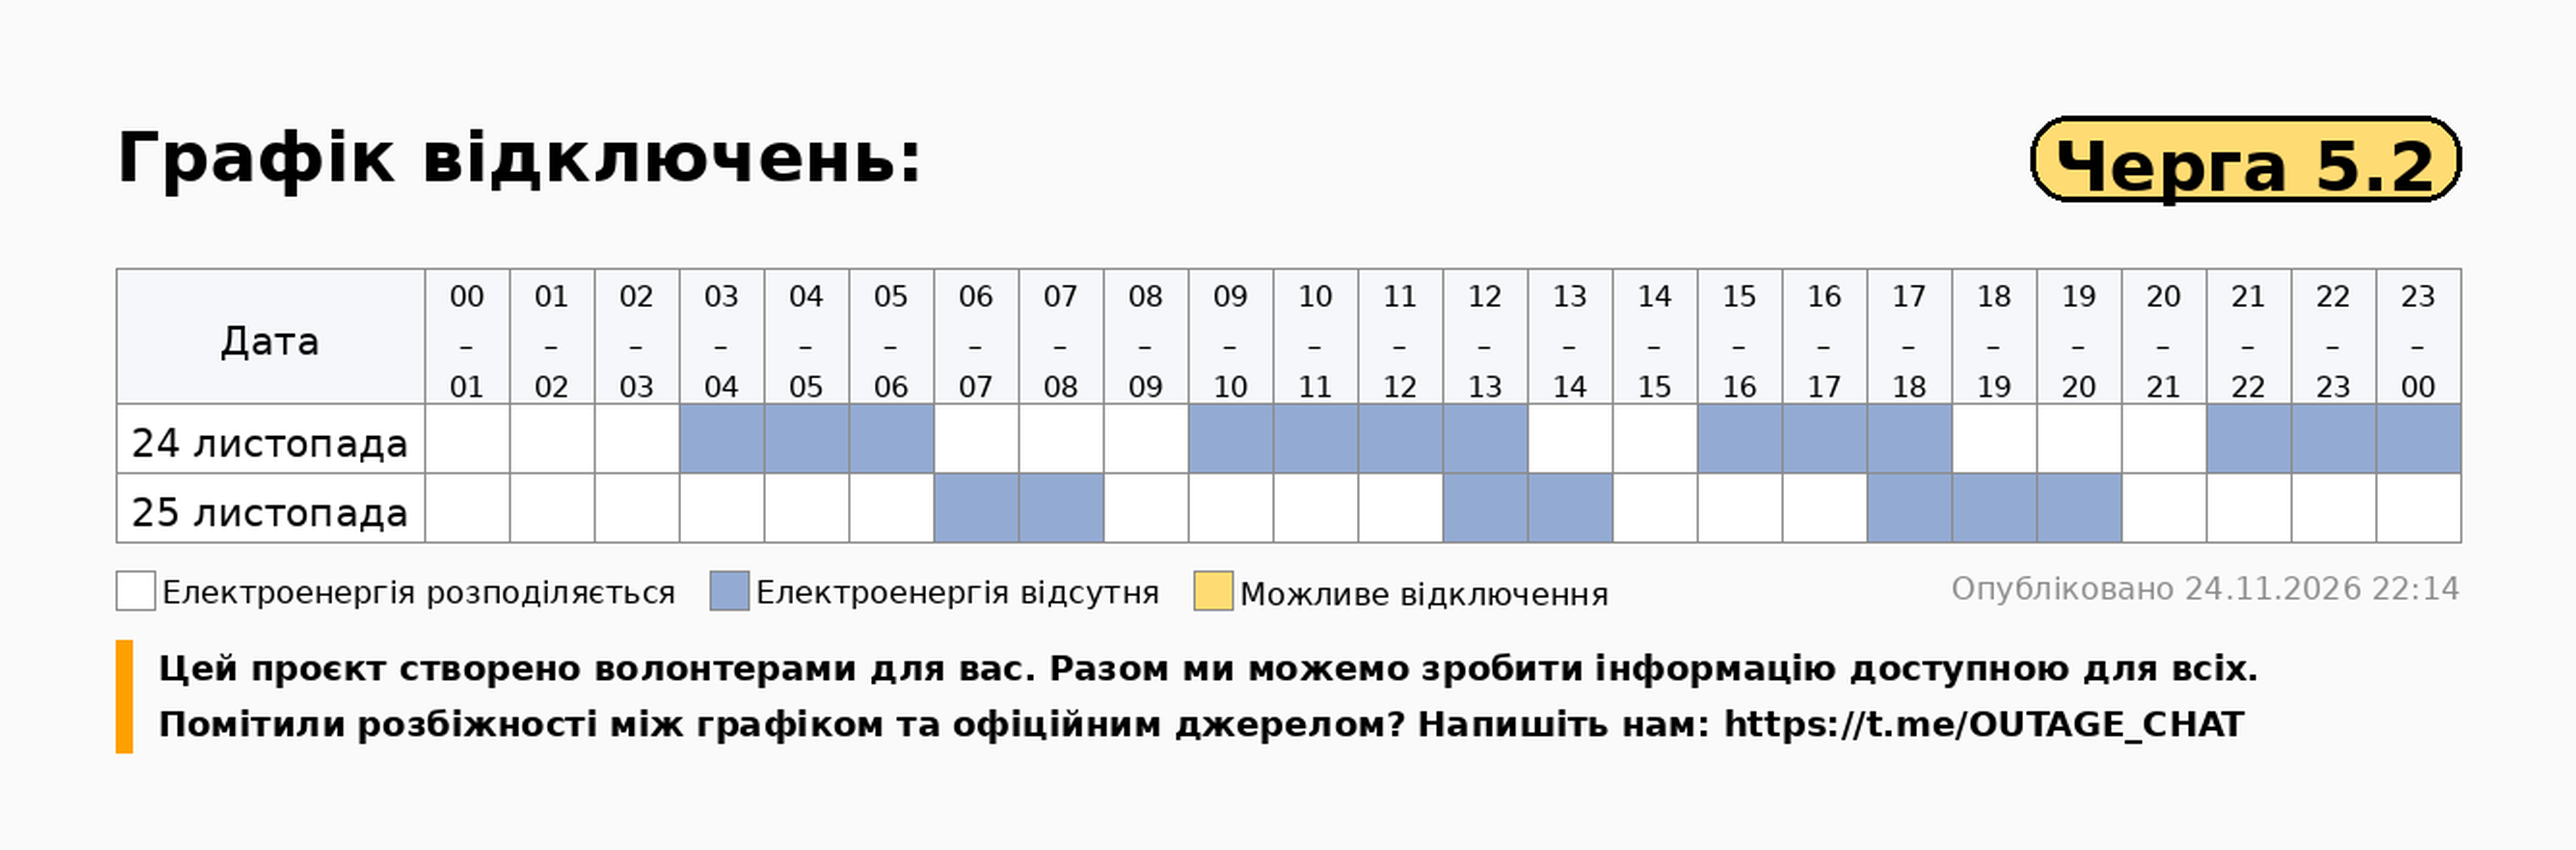 Графік відключень:
Черга 5.2
Дата
00 – 01
01 – 02
02 – 03
03 – 04
04 – 05
05 – 06
06 – 07
07 – 08
08 – 09
09 – 10
10 – 11
11 – 12
12 – 13
13 – 14
14 – 15
15 – 16
16 – 17
17 – 18
18 – 19
19 – 20
20 – 21
21 – 22
22 – 23
23 – 00
24 листопада
25 листопада
Електроенергія розподіляється
Електроенергія відсутня
Можливе відключення
Опубліковано 24.11.2026 22:14
Цей проєкт створено волонтерами для вас. Разом ми можемо зробити інформацію доступною для всіх.
Помітили розбіжності між графіком та офіційним джерелом? Напишіть нам: https://t.me/OUTAGE_CHAT